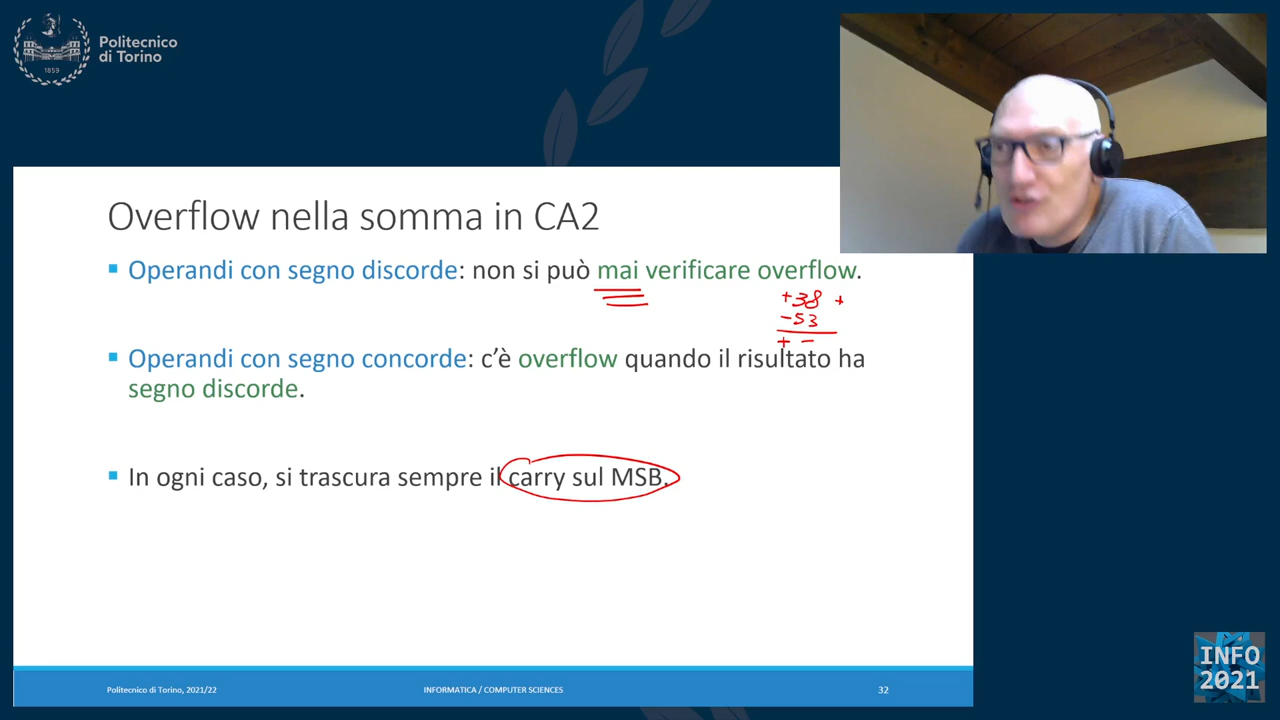 Politecnico
di Torino
1859
Overflow nella somma in CA2
Operandi con segno discorde: non si può mai verificare overflow.
+38 +
-53
+ -
Operandi con segno concorde: c'è overflow quando il risultato ha
segno discorde.
In ogni caso, si trascura sempre il carry sul MSB.
Politecnico di Torino, 2021/22
INFORMATICA / COMPUTER SCIENCES
32
INFO
2021